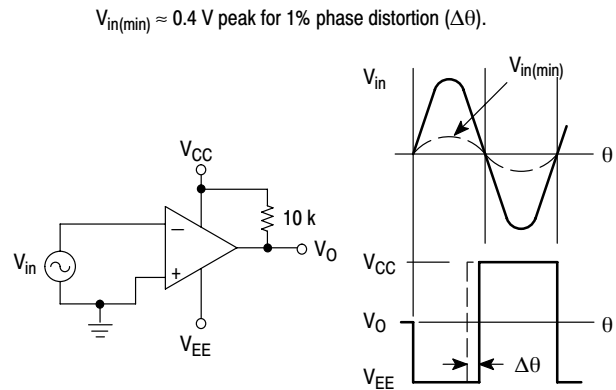 Vin(min) ≈ 0.4 V peak for 1% phase distortion (Δθ).
Vin
Vin(min)
θ
VCC
10 k
−
+
VO
Vin
VEE
VCC
VO
θ
VEE
Δθ